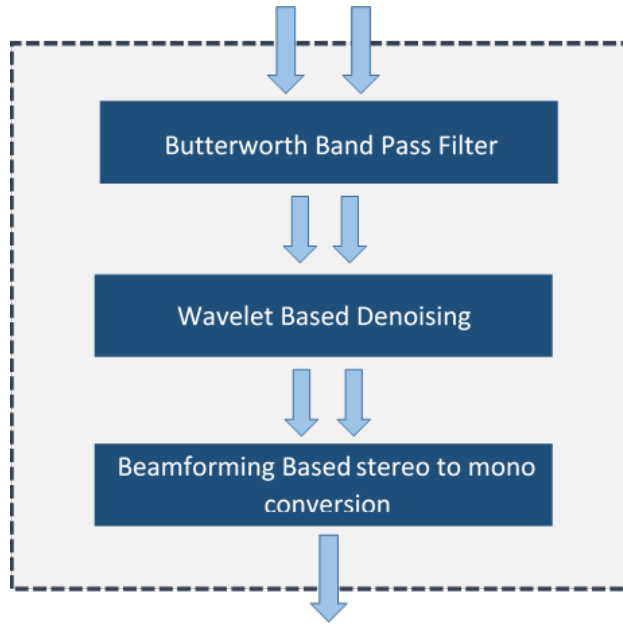 Butterworth Band Pass Filter
Wavelet Based Denoising
Beamforming Based stereo to mono
conversion